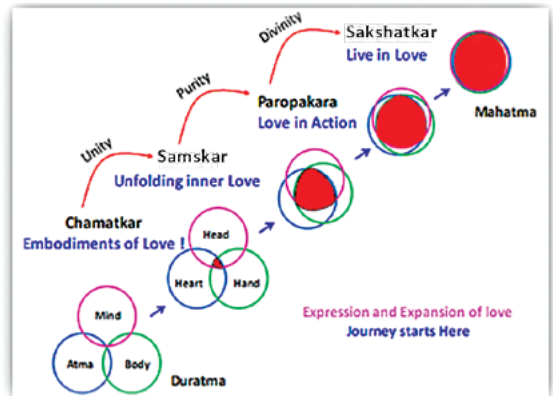 Divinity
Sakshatkar
Live in Love
Purity
Paropakara
Love in Action
Mahatma
Unity
Samskar
Unfolding inner Love
Chamatkar
Embodiments of Love !
Head
Heart
Hand
Mind
Atma
Body
Duratma
Expression and Expansion of love
Journey starts Here